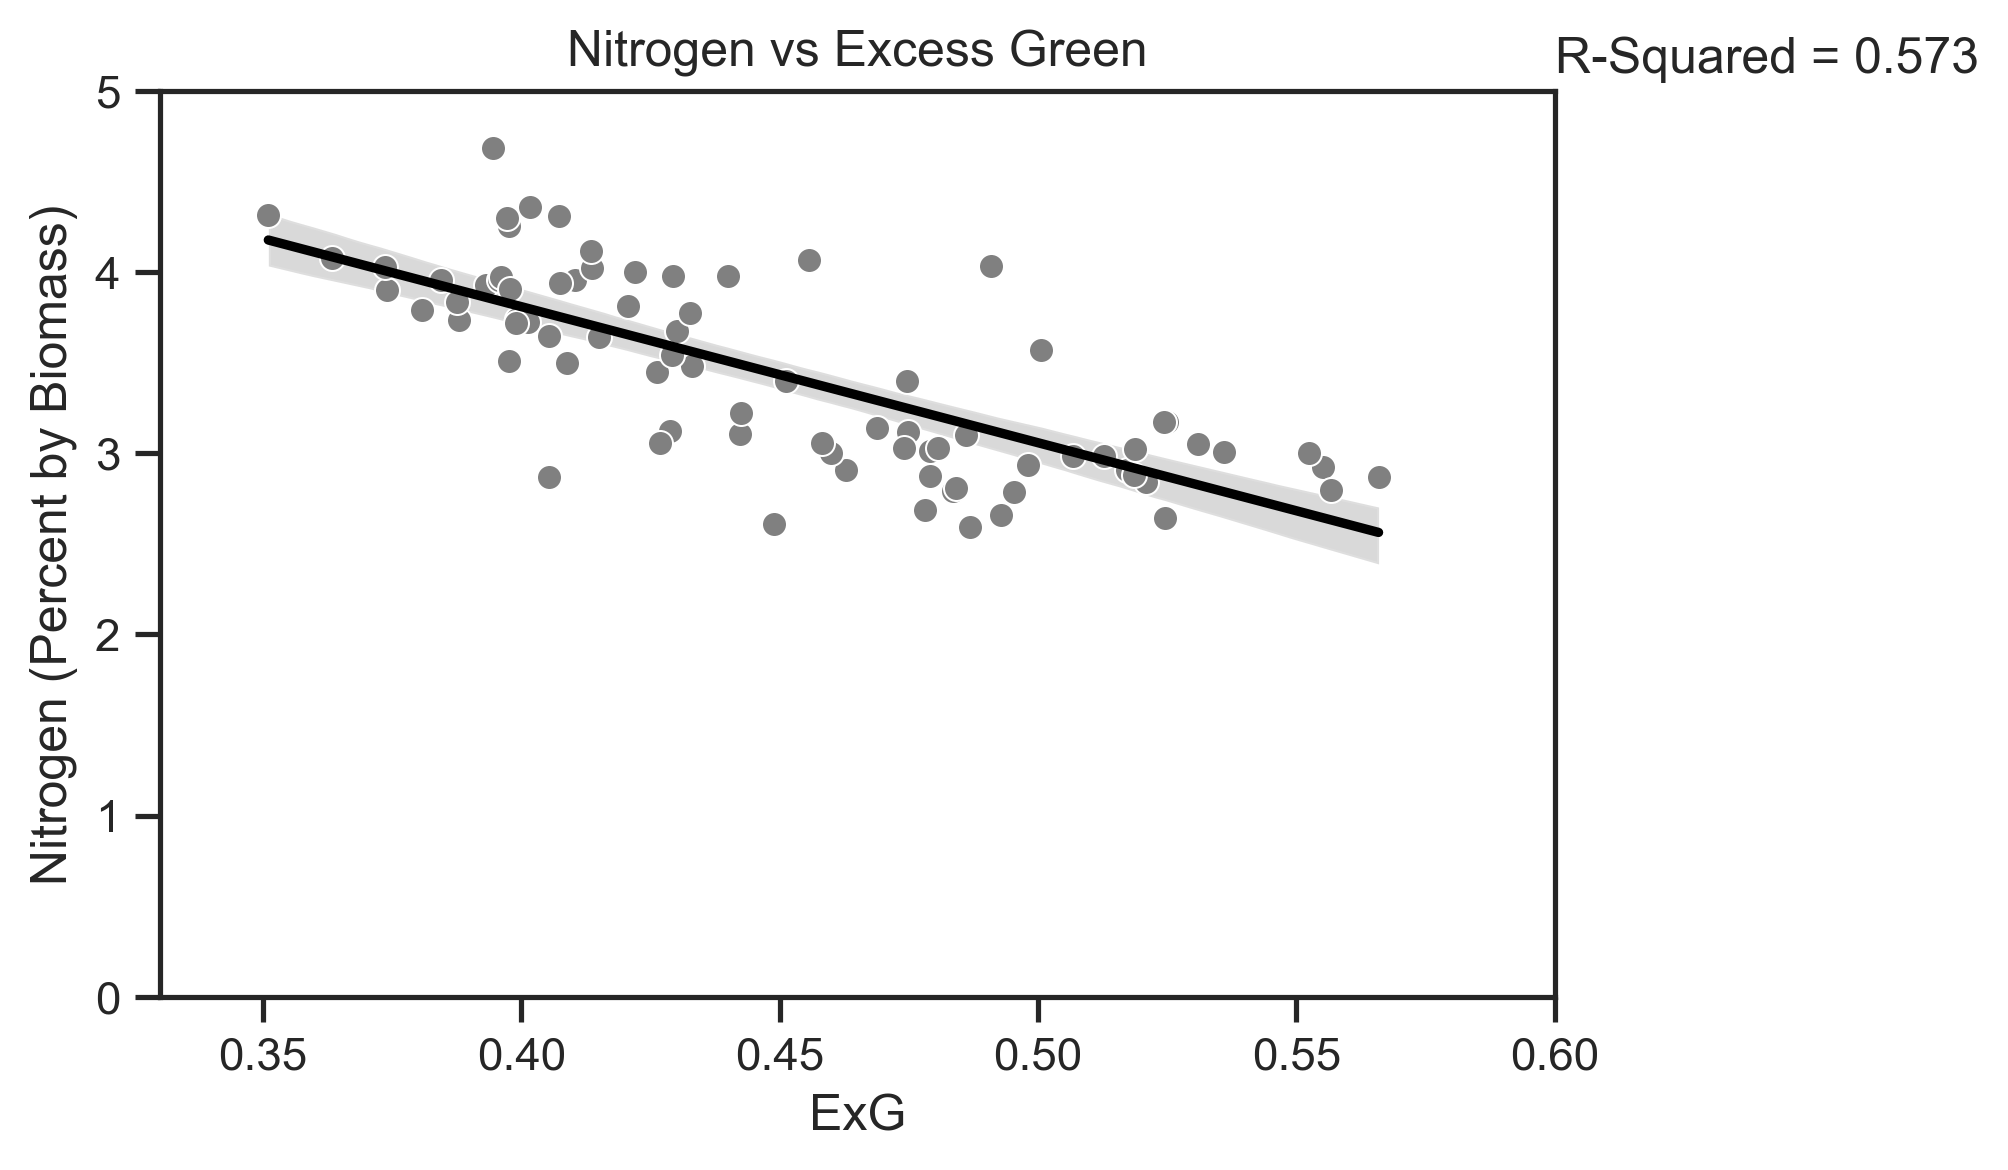 Nitrogen vs Excess Green
R-Squared = 0.573
Nitrogen (Percent by Biomass)
5
4
3
2
1
0
0.35 0.40 0.45 0.50 0.55 0.60
ExG